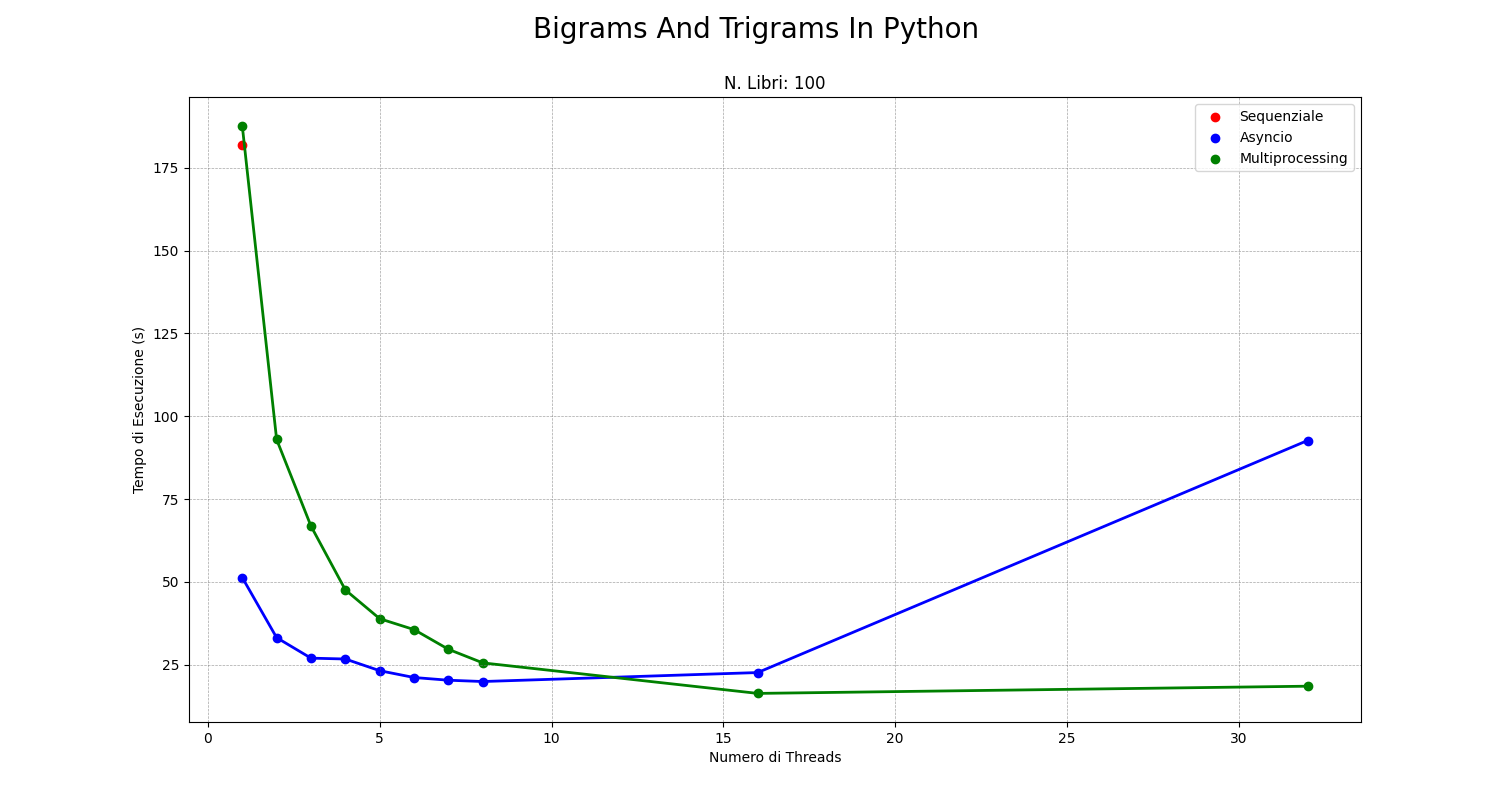 Bigrams And Trigrams In Python
N. Libri: 100
Sequenziale
Asyncio
Multiprocessing
Tempo di Esecuzione (s)
175
150
125
100
75
50
25
0 5 10 15 20 25 30
Numero di Threads